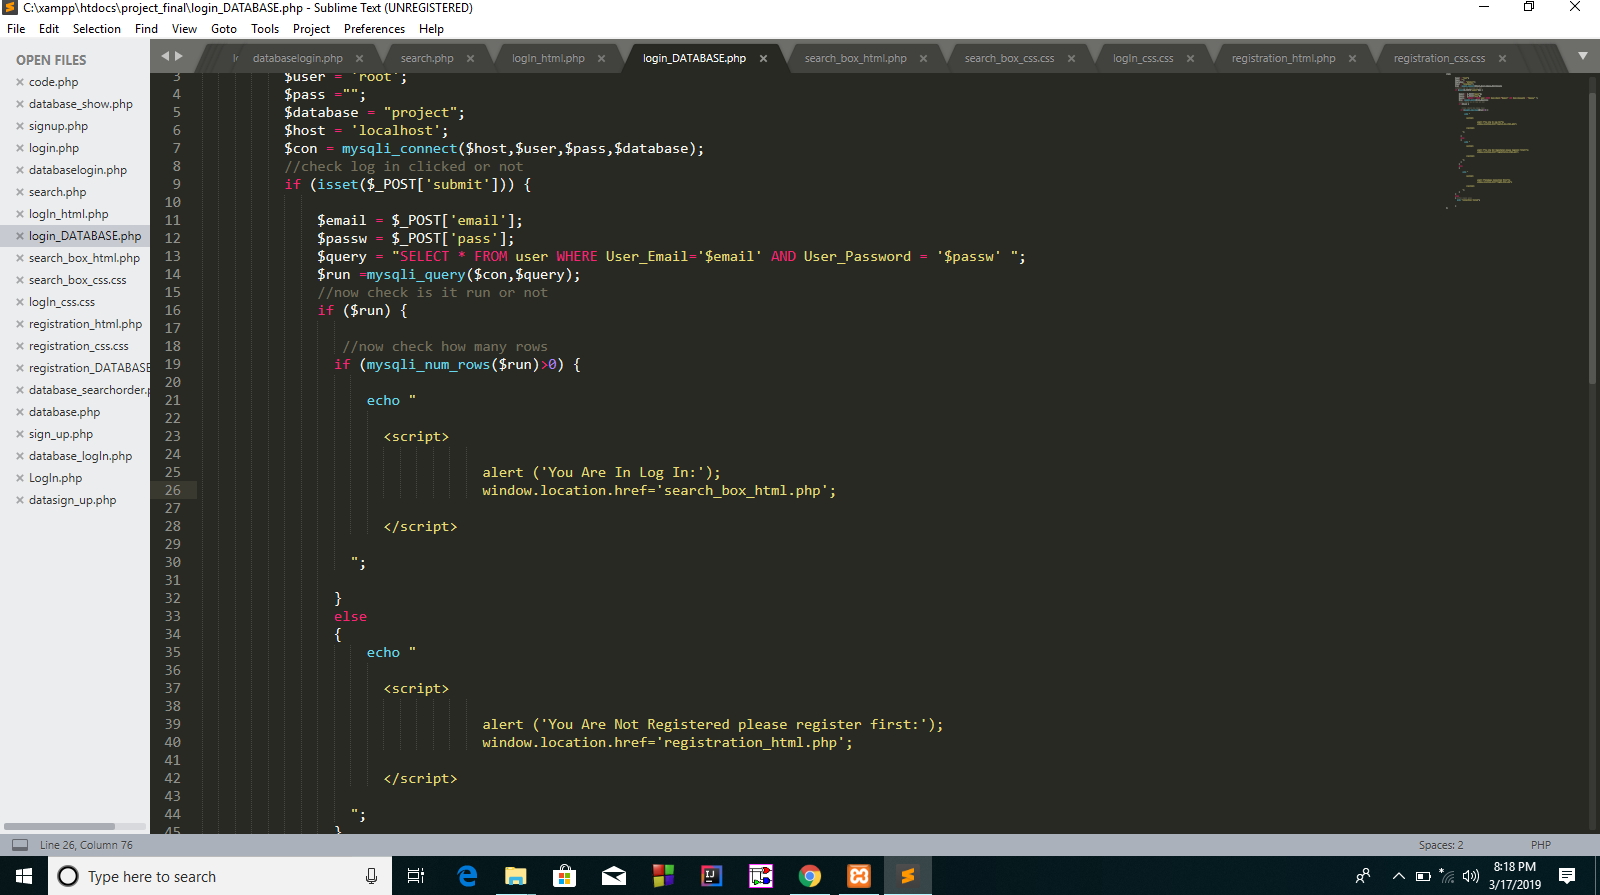 C:\xampp\htdocs\project_final\login_DATABASE.php - Sublime Text (UNREGISTERED)
File Edit Selection Find View Goto Tools Project Preferences Help
OPEN FILES
code.php
database_show.php
signup.php
login.php
databaselogin.php
search.php
logIn_html.php
login_DATABASE.php
search_box_html.php
search_box_css.css
logIn_css.css
registration_html.php
registration_css.css
registration_DATABASE
database_searchorder.p
database.php
sign_up.php
database_logIn.php
LogIn.php
datasign_up.php
databaselogin.php search.php logIn_html.php login_DATABASE.php search_box_html.php search_box_css.css logIn_css.css registration_html.php registration_css.css
3 $user = 'root';
4 $pass ="";
5 $database = "project";
6 $host = 'localhost';
7 $con = mysqli_connect($host,$user,$pass,$database);
8 //check log in clicked or not
9 if (isset($_POST['submit'])) {
10
11 $email = $_POST['email'];
12 $passw = $_POST['pass'];
13 $query = "SELECT * FROM user WHERE User_Email='$email' AND User_Password = '$passw' ";
14 $run =mysqli_query($con,$query);
15 //now check is it run or not
16 if ($run) {
17
18 //now check how many rows
19 if (mysqli_num_rows($run)>0) {
20
21 echo "
22
23 <script>
24
25 alert ('You Are In Log In:');
26 window.location.href='search_box_html.php';
27
28 </script>
29
30 ";
31
32 }
33 else
34 {
35 echo "
36
37 <script>
38
39 alert ('You Are Not Registered please register first:');
40 window.location.href='registration_html.php';
41
42 </script>
43
44 ";
45 }
Line 26, Column 76 Spaces: 2 PHP
Type here to search
8:18 PM
3/17/2019